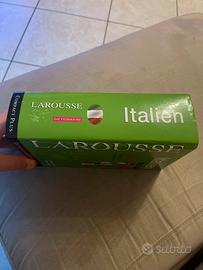 COMPACT PLUS
LAROUSSE
DICTIONNAIRE
Italien
LAROUSSE
subito